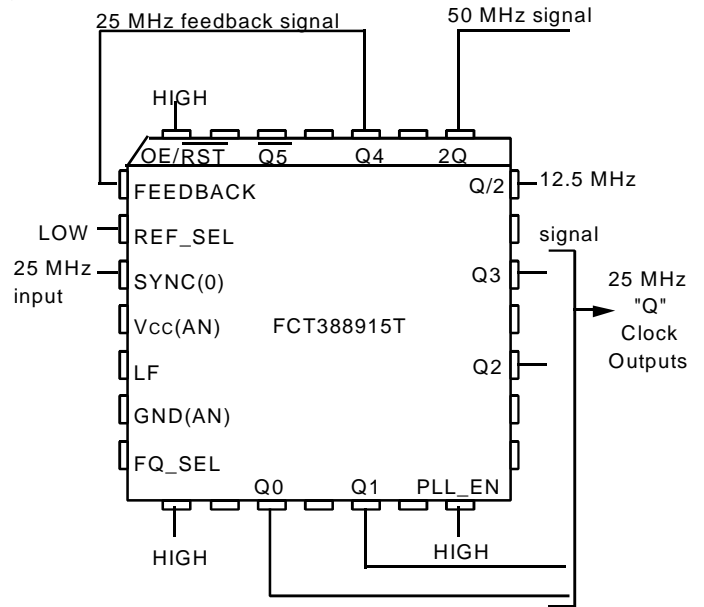 25 MHz feedback signal
50 MHz signal
HIGH
OE/RST
Q5
Q4
2Q
FEEDBACK
Q/2
12.5 MHz
LOW
REF_SEL
signal
25 MHz
input
SYNC(0)
Q3
25 MHz
"Q"
Clock
Outputs
VCC(AN)
FCT388915T
LF
Q2
GND(AN)
FQ_SEL
Q0
Q1
PLL_EN
HIGH
HIGH